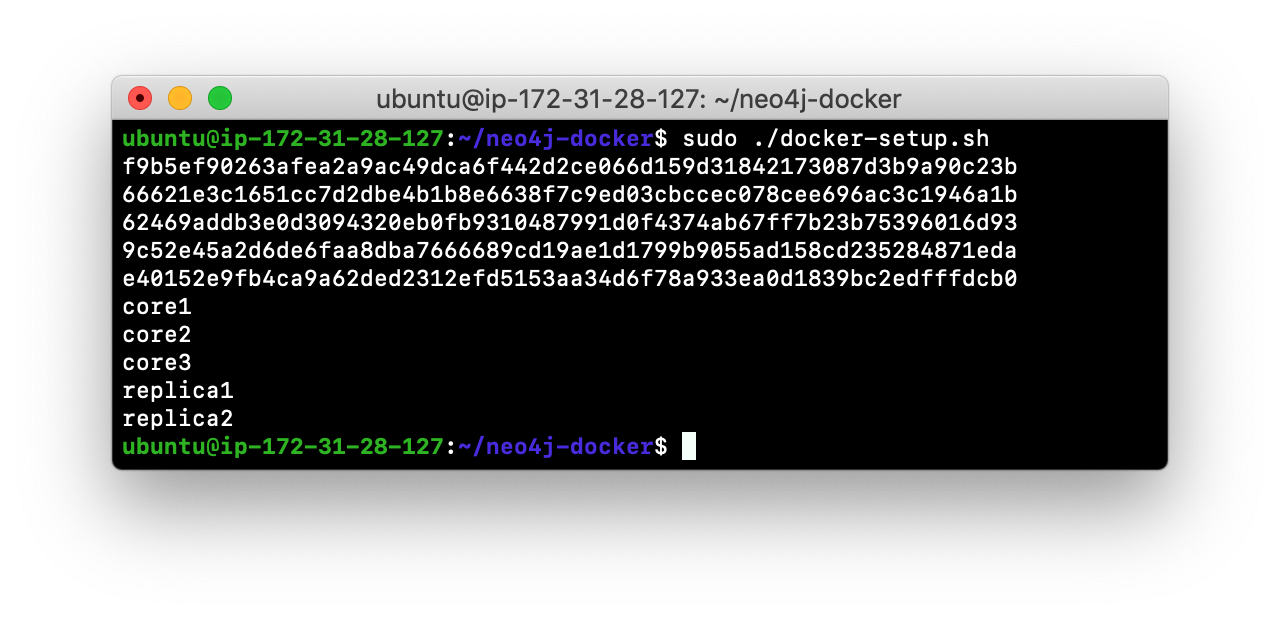 ubuntu@ip-172-31-28-127: ~/neo4j-docker
ubuntu@ip-172-31-28-127:~/neo4j-docker$ sudo ./docker-setup.sh
f9b5ef90263afea2a9ac49dca6f442d2ce066d159d31842173087d3b9a90c23b
66621e3c1651cc7d2dbe4b1b8e6638f7c9ed03cbccec078cee696ac3c1946a1b
62469addb3e0d3094320eb0fb9310487991d0f4374ab67ff7b23b75396016d93
9c52e45a2d6de6faa8dba7666689cd19ae1d1799b9055ad158cd235284871eda
e40152e9fb4ca9a62ded2312efd5153aa34d6f78a933ea0d1839bc2edfffdcb0
core1
core2
core3
replica1
replica2
ubuntu@ip-172-31-28-127:~/neo4j-docker$